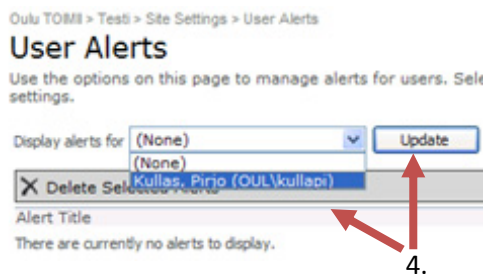 Oulu TOIMII > Testi > Site Settings > User Alerts
User Alerts
Use the options on this page to manage alerts for users. Sele
settings.
Display alerts for (None) Update
(None)
Kullas, Pirjo (OUL\kullapi)
Delete Selected Alerts
Alert Title
There are currently no alerts to display.
4.